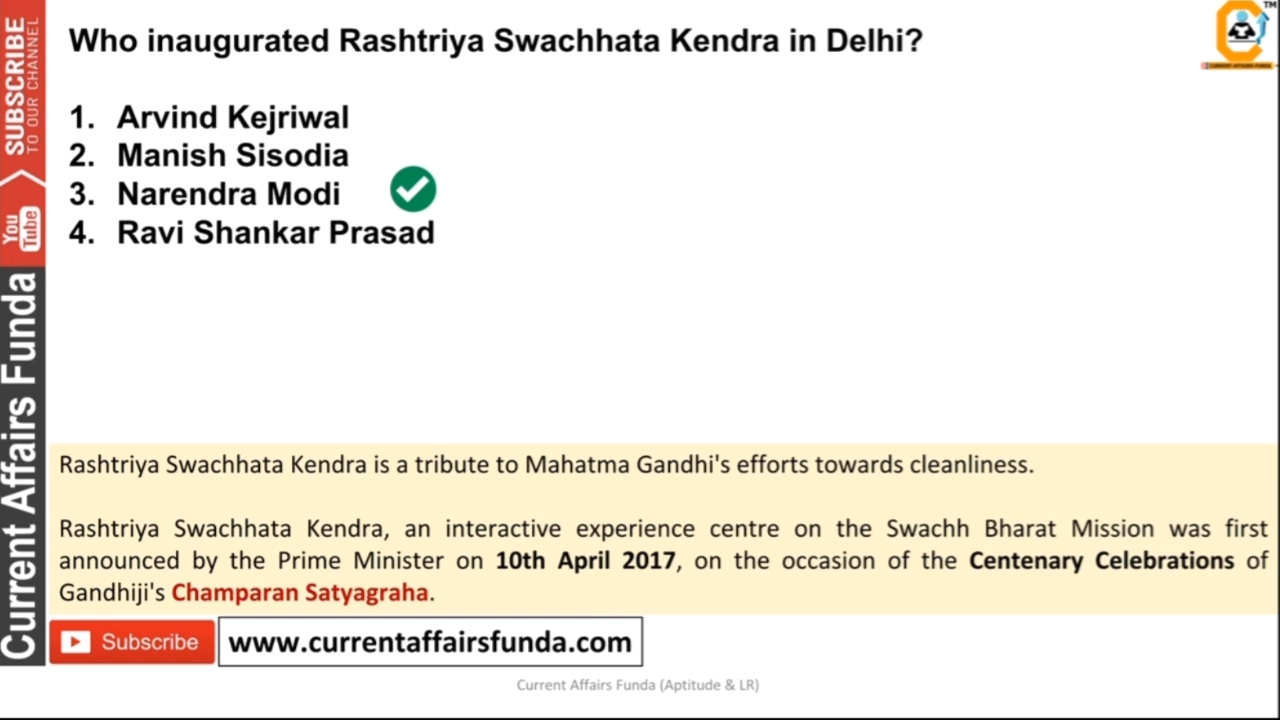 Who inaugurated Rashtriya Swachhata Kendra in Delhi?
TM
CURRENT AFFAIRS FUNDA
1. Arvind Kejriwal
2. Manish Sisodia
3. Narendra Modi
4. Ravi Shankar Prasad
SUBSCRIBE
TO OUR CHANNEL
YouTube
Current Affairs Funda
Rashtriya Swachhata Kendra is a tribute to Mahatma Gandhi's efforts towards cleanliness.
Rashtriya Swachhata Kendra, an interactive experience centre on the Swachh Bharat Mission was first
announced by the Prime Minister on 10th April 2017, on the occasion of the Centenary Celebrations of
Gandhiji's Champaran Satyagraha.
Subscribe
www.currentaffairsfunda.com
Current Affairs Funda (Aptitude & LR)